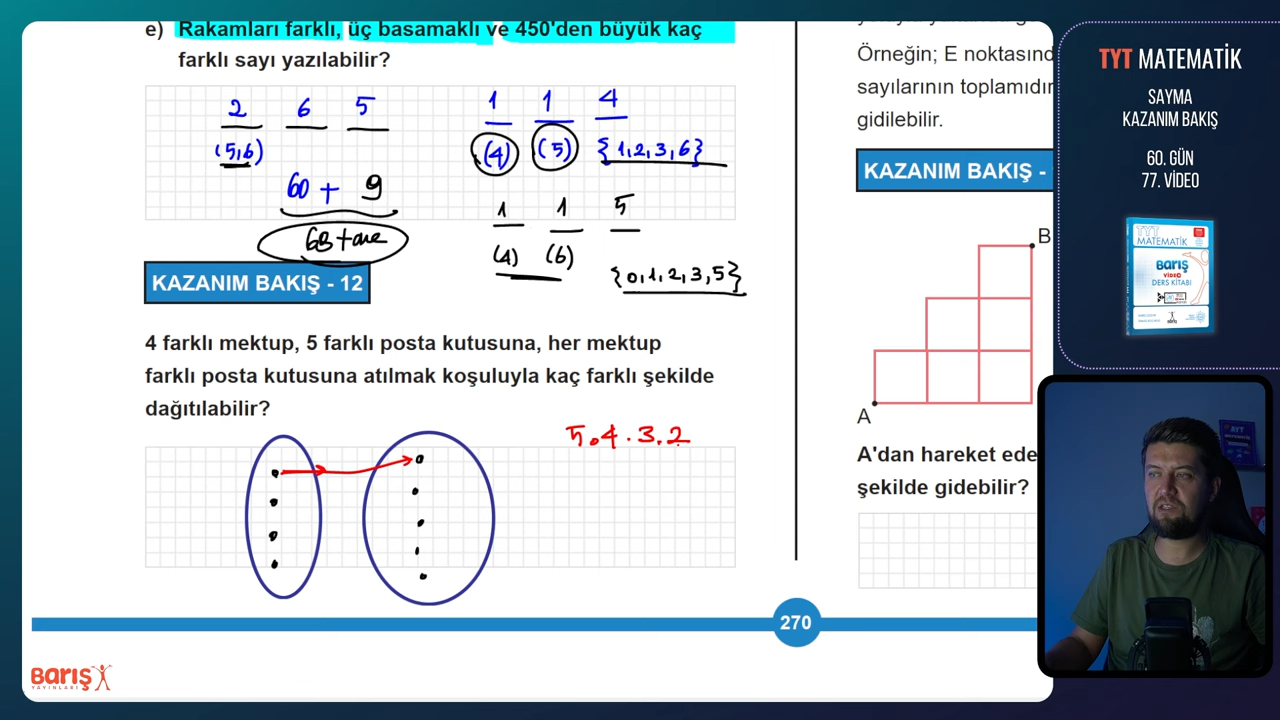 e) Rakamları farklı, üç basamaklı ve 450'den büyük kaç
farklı sayı yazılabilir?
2 6 5
(5,6)
60 + 9
1 1 4
(4) (5) {1,2,3,6}
1 1 5
(4) (6) {0,1,2,3,5}
KAZANIM BAKIŞ - 12
4 farklı mektup, 5 farklı posta kutusuna, her mektup
farklı posta kutusuna atılmak koşuluyla kaç farklı şekilde
dağıtılabilir?
5.4.3.2
Örneğin; E noktasınd
sayılarının toplamıdır
gidilebilir.
KAZANIM BAKIŞ -
B
A
A'dan hareket ede
şekilde gidebilir?
270
BARIŞ
YAYINLARI
TYT MATEMATİK
SAYMA
KAZANIM BAKIŞ
60. GÜN
77. VİDEO
TYT
MATEMATİK
BARIŞ
VİDEO
DERS KİTABI